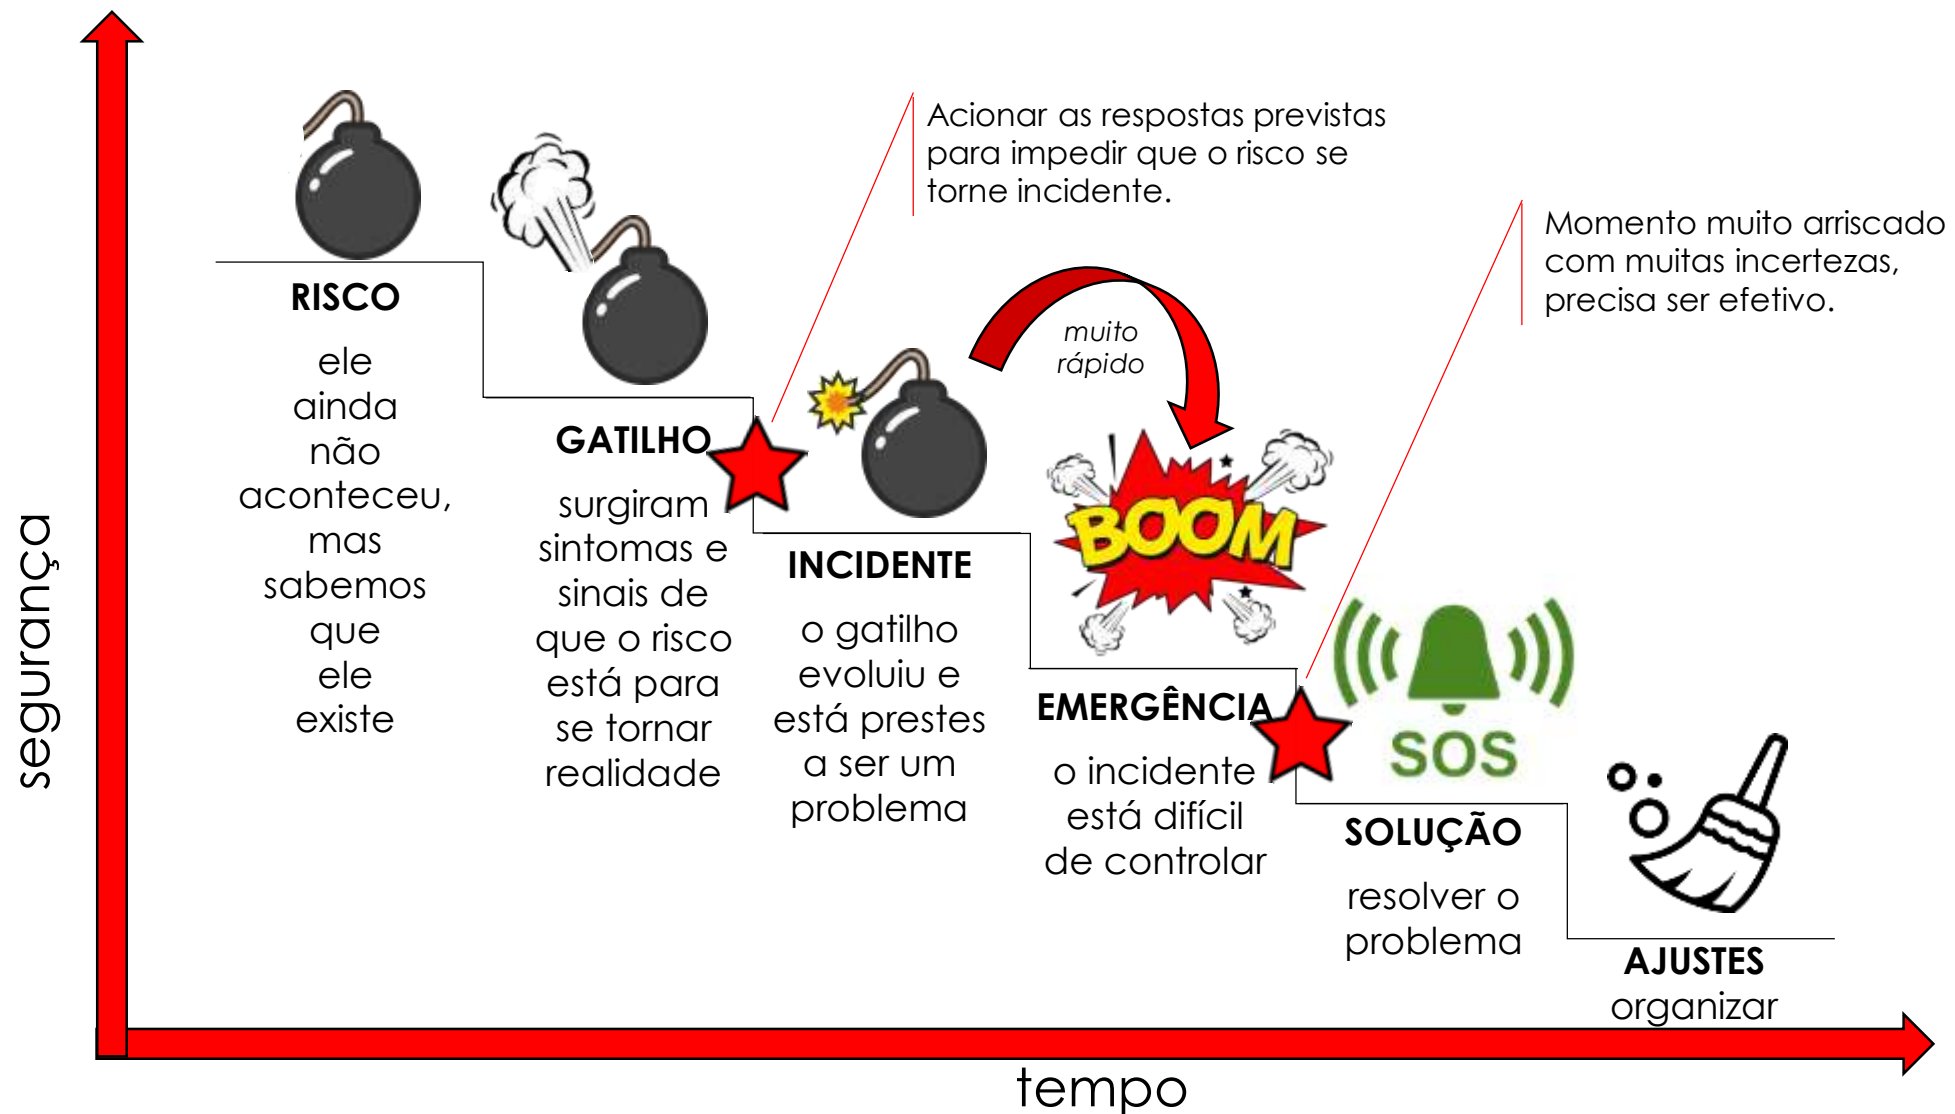 Acionar as respostas previstas
para impedir que o risco se
torne incidente.
Momento muito arriscado
com muitas incertezas,
precisa ser efetivo.
RISCO
ele
ainda
não
aconteceu,
mas
sabemos
que
ele
existe
GATILHO
surgiram
sintomas e
sinais de
que o risco
está para
se tornar
realidade
muito
rápido
INCIDENTE
o gatilho
evoluiu e
está prestes
a ser um
problema
BOOM
EMERGÊNCIA
o incidente
está difícil
de controlar
SOS
SOLUÇÃO
resolver o
problema
AJUSTES
organizar
segurança
tempo